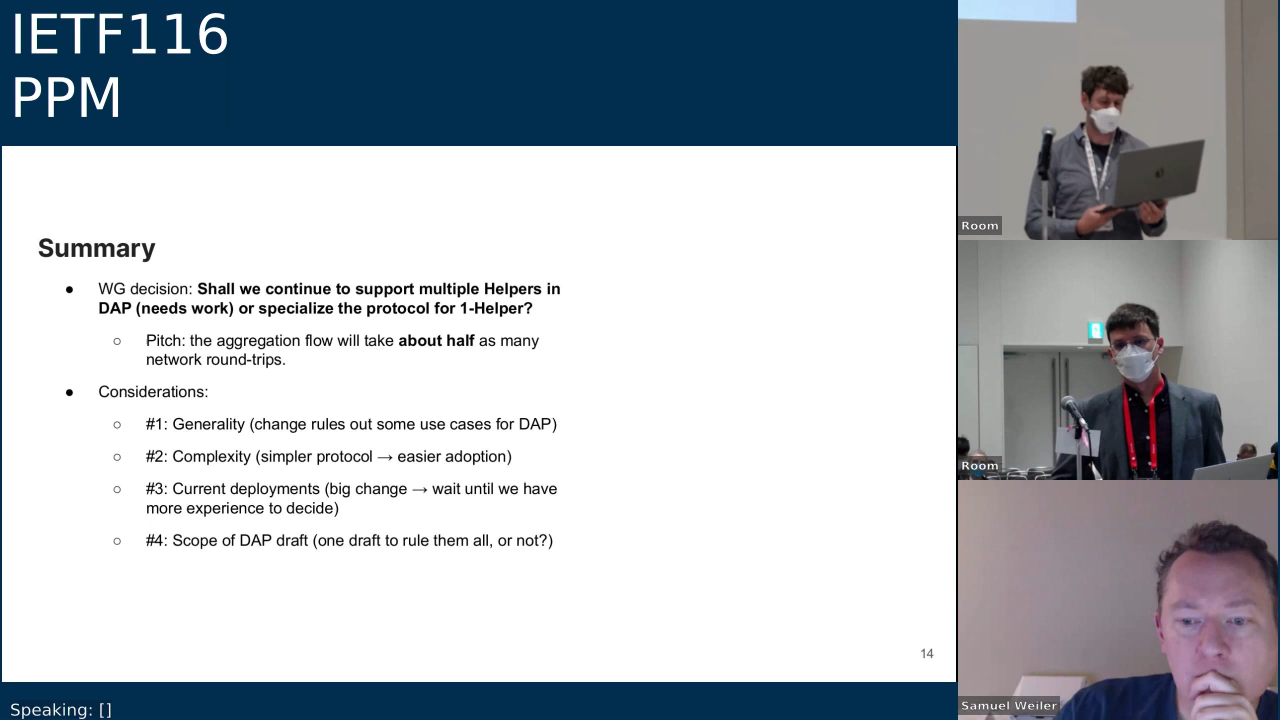 IETF116
PPM
Summary
● WG decision: Shall we continue to support multiple Helpers in
DAP (needs work) or specialize the protocol for 1-Helper?
○ Pitch: the aggregation flow will take about half as many
network round-trips.
● Considerations:
○ #1: Generality (change rules out some use cases for DAP)
○ #2: Complexity (simpler protocol → easier adoption)
○ #3: Current deployments (big change → wait until we have
more experience to decide)
○ #4: Scope of DAP draft (one draft to rule them all, or not?)
14
Speaking: []
Room
Room
Samuel Weiler